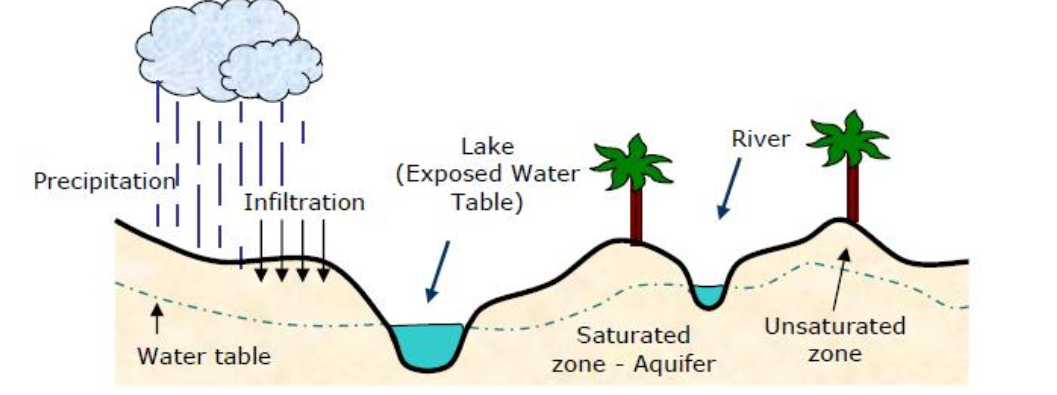 Precipitation
Infiltration
Lake
(Exposed Water
Table)
River
Water table
Saturated
zone - Aquifer
Unsaturated
zone